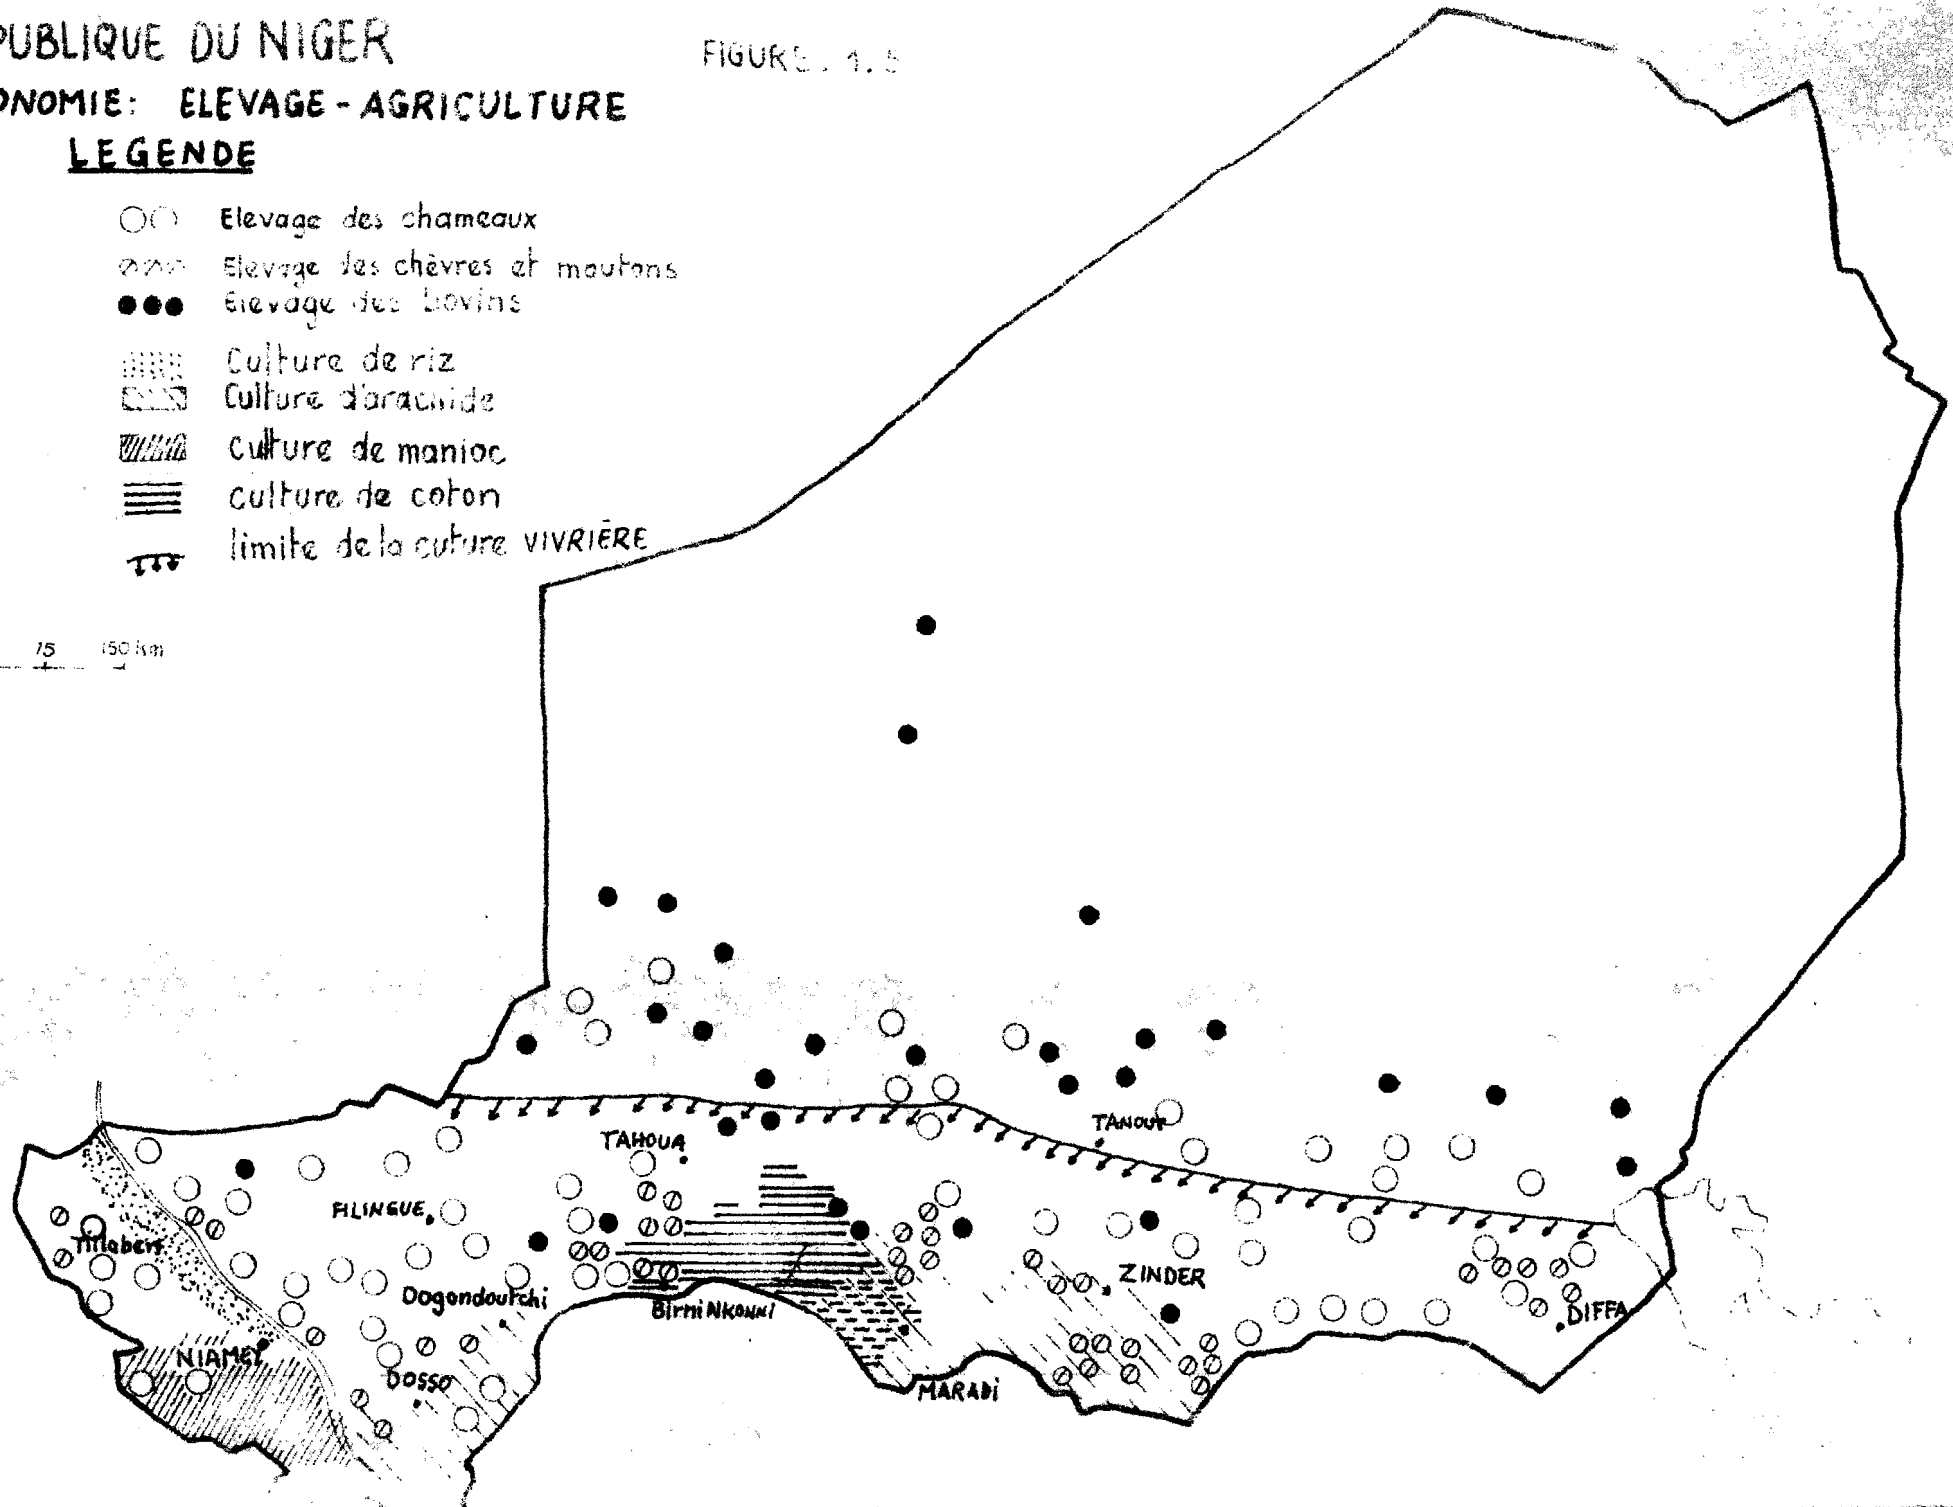 PUBLIQUE DU NIGER
FIGURE. 1.5
ONOMIE: ELEVAGE-AGRICULTURE
LEGENDE
Elevage des chameaux
Elevage des chèvres et moutons
Elevage des bovins
Culture de riz
Culture d'arachide
culture de manioc
culture de coton
limite de la cuture VIVRIÈRE
15 150 km
TANOUT
TAHOUA
FILINGUE
Tillaberi
ZINDER
Dogondoutchi
Birni NKONNI
DIFFA
NIAMEY
DOSSO
MARADI